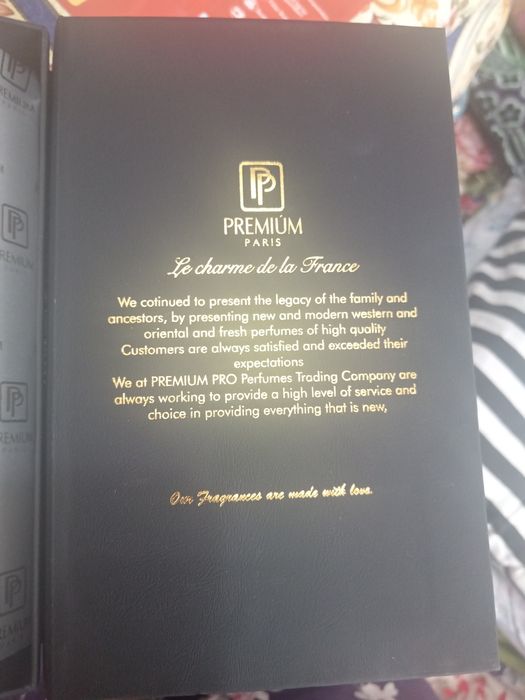 PP
PREMIÚM
PARIS
Le charme de la France
We cotinued to present the legacy of the family and
ancestors, by presenting new and modern western and
oriental and fresh perfumes of high quality
Customers are always satisfied and exceeded their
expectations
We at PREMIUM PRO Perfumes Trading Company are
always working to provide a high level of service and
choice in providing everything that is new,
Our Fragrances are made with love.